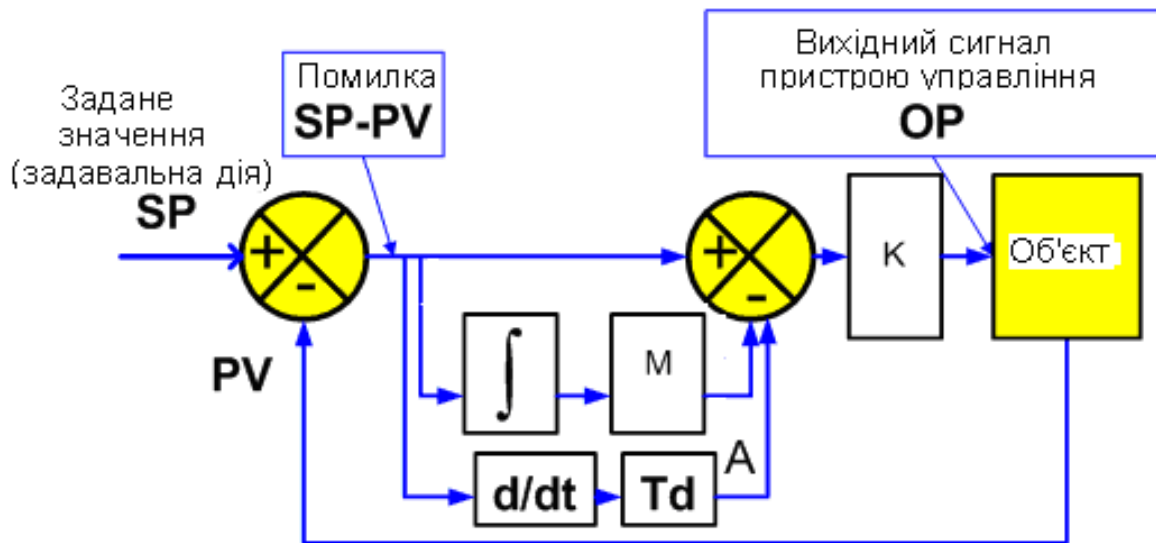 Задане
значення
(задавальна дія)
SP
Помилка
SP-PV
Вихідний сигнал
пристрою управління
OP
+
-
+
-
K
Об'єкт
PV
∫
M
A
d/dt
Td